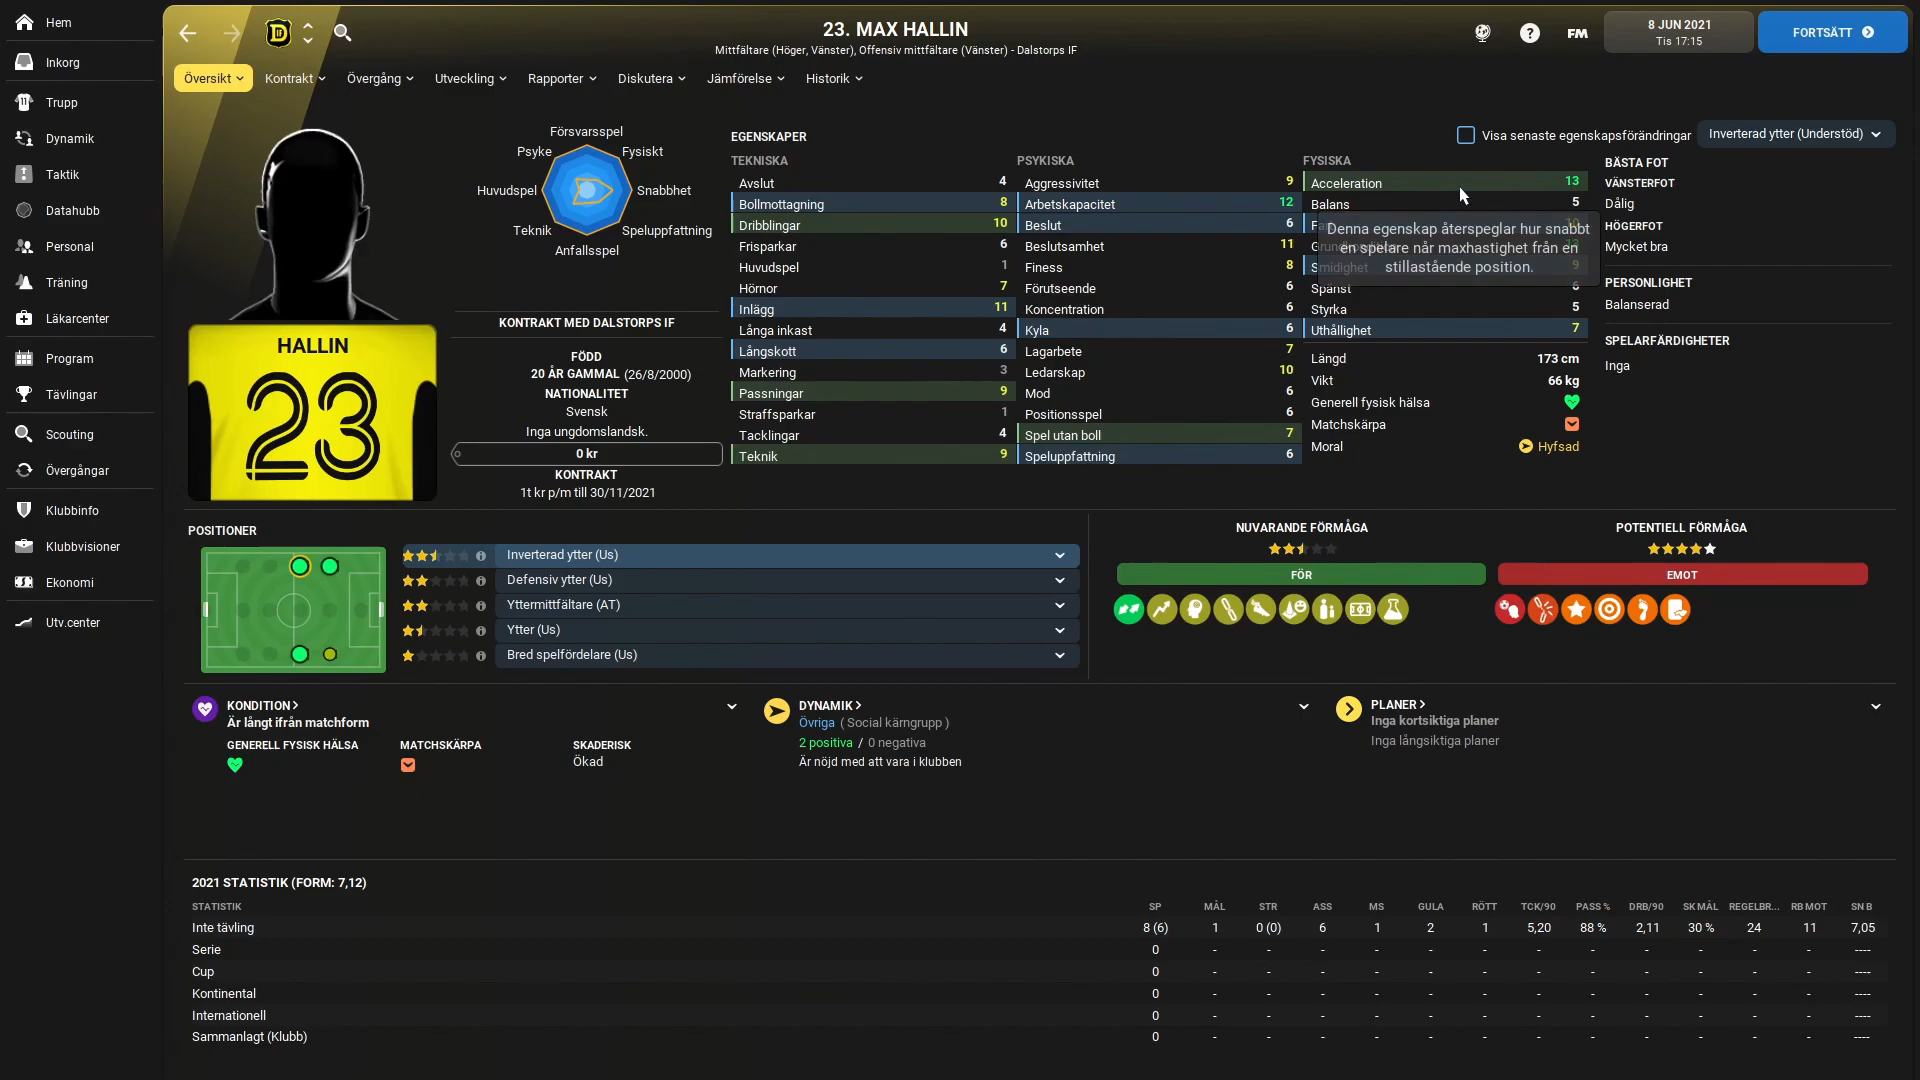 Hem
Inkorg
Trupp
Dynamik
Taktik
Datahubb
Personal
Träning
Läkarcenter
Program
Tävlingar
Scouting
Övergångar
Klubbinfo
Klubbvisioner
Ekonomi
Utv.center
23. MAX HALLIN
Mittfältare (Höger, Vänster), Offensiv mittfältare (Vänster) - Dalstorps IF
FM
8 JUN 2021
Tis 17:15
FORTSÄTT
Översikt Kontrakt Övergång Utveckling Rapporter Diskutera Jämförelse Historik
HALLIN
23
Försvarsspel
Psyke Fysiskt
Huvudspel Snabbhet
Teknik Speluppfattning
Anfallsspel
KONTRAKT MED DALSTORPS IF
FÖDD
20 ÅR GAMMAL (26/8/2000)
NATIONALITET
Svensk
Inga ungdomslandsk.
0 kr
KONTRAKT
1t kr p/m till 30/11/2021
EGENSKAPER
Visa senaste egenskapsförändringar
Inverterad ytter (Understöd)
TEKNISKA
Avslut 4
Bollmottagning 8
Dribblingar 10
Frisparkar 6
Huvudspel 1
Hörnor 7
Inlägg 11
Långa inkast 4
Långskott 6
Markering 3
Passningar 9
Straffsparkar 1
Tacklingar 4
Teknik 9
PSYKISKA
Aggressivitet 9
Arbetskapacitet 12
Beslut 6
Beslutsamhet 11
Finess 8
Förutseende 6
Koncentration 6
Kyla 6
Lagarbete 7
Ledarskap 10
Mod 6
Positionsspel 6
Spel utan boll 7
Speluppfattning 6
FYSISKA
Acceleration 13
Balans 5
Denna egenskap återspeglar hur snabbt
en spelare når maxhastighet från en
stillastående position.
Spänst 6
Styrka 5
Uthållighet 7
Längd 173 cm
Vikt 66 kg
Generell fysisk hälsa
Matchskärpa
Moral Hyfsad
BÄSTA FOT
VÄNSTERFOT
Dålig
HÖGERFOT
Mycket bra
PERSONLIGHET
Balanserad
SPELARFÄRDIGHETER
Inga
POSITIONER
Inverterad ytter (Us)
Defensiv ytter (Us)
Yttermittfältare (AT)
Ytter (Us)
Bred spelfördelare (Us)
NUVARANDE FÖRMÅGA
FÖR
POTENTIELL FÖRMÅGA
EMOT
KONDITION
Är långt ifrån matchform
GENERELL FYSISK HÄLSA MATCHSKÄRPA SKADERISK
Ökad
DYNAMIK
Övriga ( Social kärngrupp )
2 positiva / 0 negativa
Är nöjd med att vara i klubben
PLANER
Inga kortsiktiga planer
Inga långsiktiga planer
2021 STATISTIK (FORM: 7,12)
STATISTIK SP MÅL STR ASS MS GULA RÖTT TCK/90 PASS % DRB/90 SK MÅL REGELBR... RB MOT SN B
Inte tävling 8 (6) 1 0 (0) 6 1 2 1 5,20 88 % 2,11 30 % 24 11 7,05
Serie 0 - - - - - - - - - - - - ----
Cup 0 - - - - - - - - - - - - ----
Kontinental 0 - - - - - - - - - - - - ----
Internationell 0 - - - - - - - - - - - - ----
Sammanlagt (Klubb) 0 - - - - - - - - - - - - ----